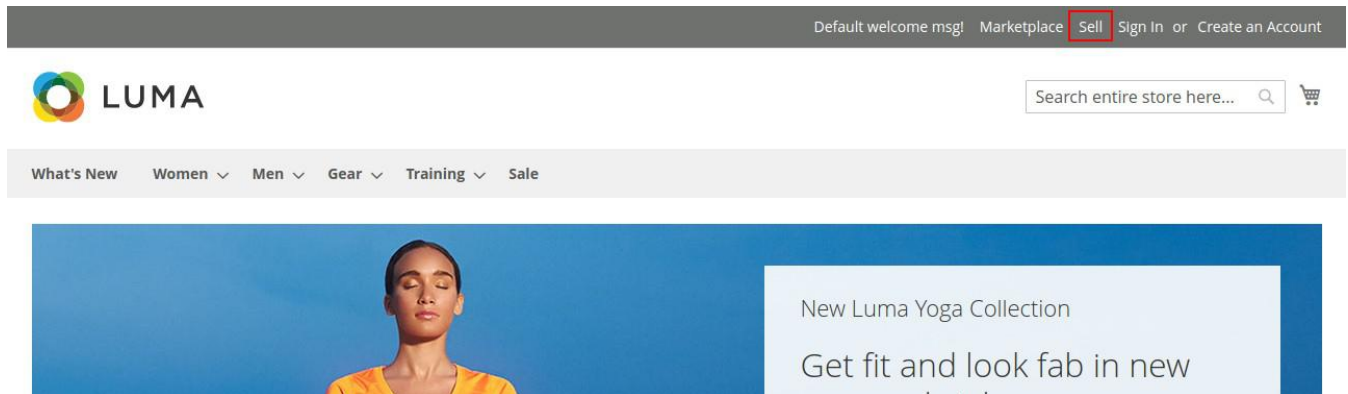 Default welcome msg! Marketplace Sell Sign In or Create an Account
LUMA
Search entire store here...
What's New Women Men Gear Training Sale
New Luma Yoga Collection
Get fit and look fab in new